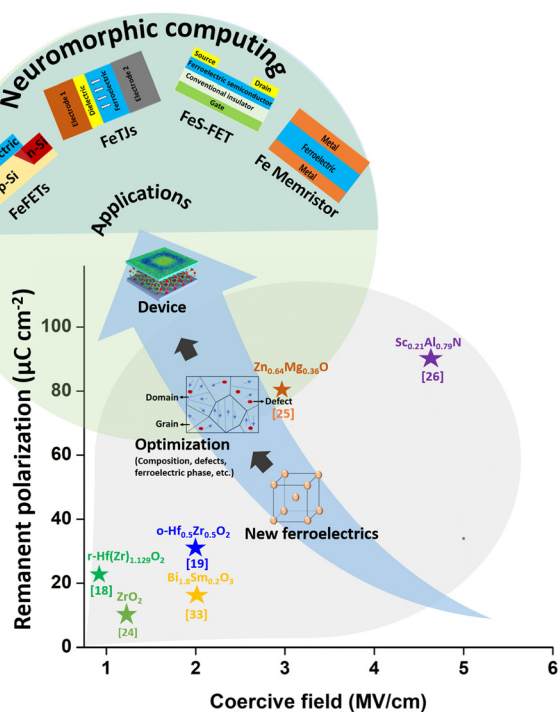 Neuromorphic computing
Electrode 1
Dielectric
Ferroelectric
Electrode 2
FeTJs
Source
Drain
Ferroelectric semiconductor
Conventional insulator
Gate
FeS-FET
Metal
Ferroelectric
Metal
Fe Memristor
ctric
n-Si
p-Si
FeFETs
Applications
Device
Domain
Defect
Grain
Optimization
(Composition, defects,
ferroelectric phase, etc.)
New ferroelectrics
Zn0.64Mg0.36O
[25]
Sc0.21Al0.79N
[26]
o-Hf0.5Zr0.5O2
[19]
r-Hf(Zr)1.129O2
[18]
Bi1.8Sm0.2O3
[33]
ZrO2
[24]
Remanent polarization (µC cm-2)
100
80
60
40
20
0
1 2 3 4 5 6
Coercive field (MV/cm)